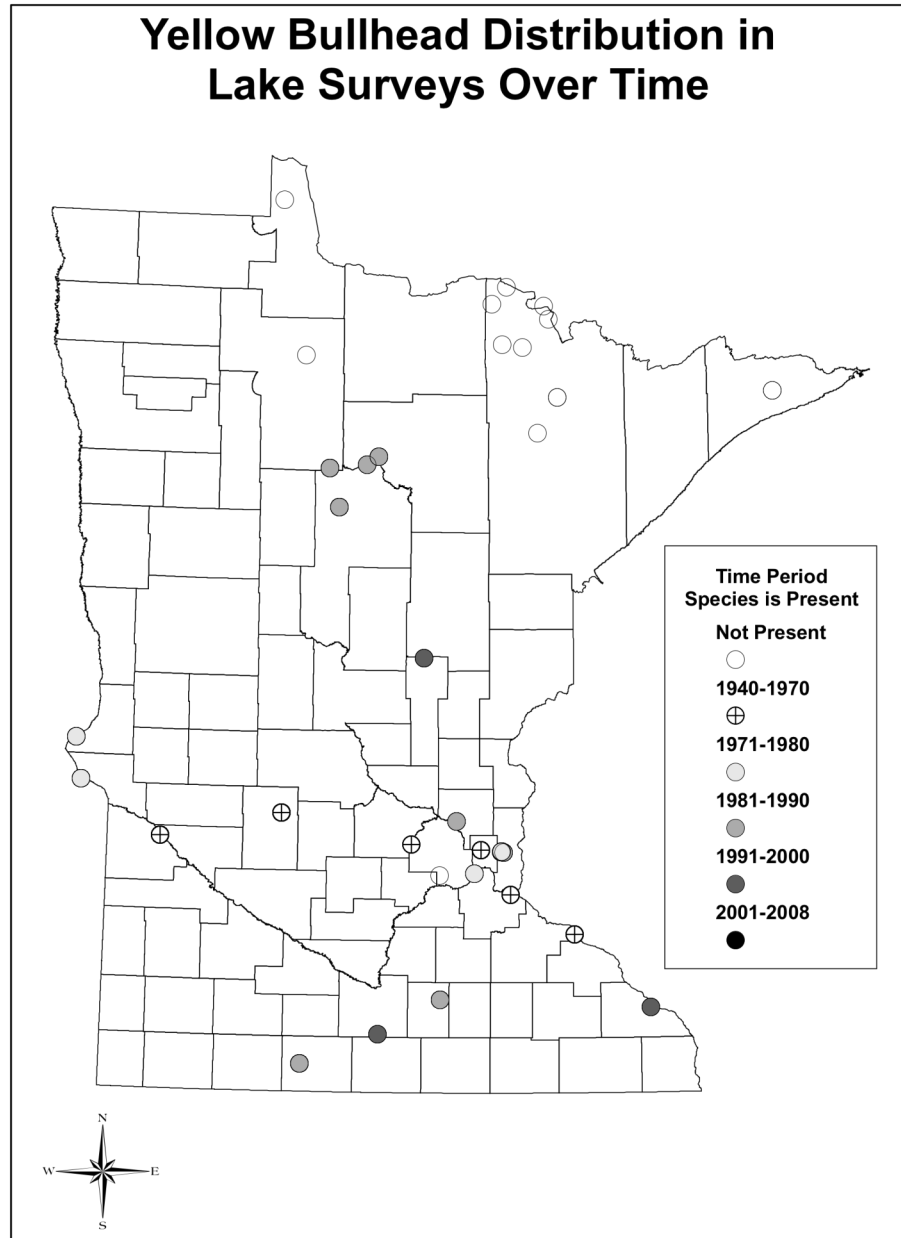 Yellow Bullhead Distribution in
Lake Surveys Over Time
Time Period
Species is Present
Not Present
1940-1970
1971-1980
1981-1990
1991-2000
2001-2008
N
W
E
S